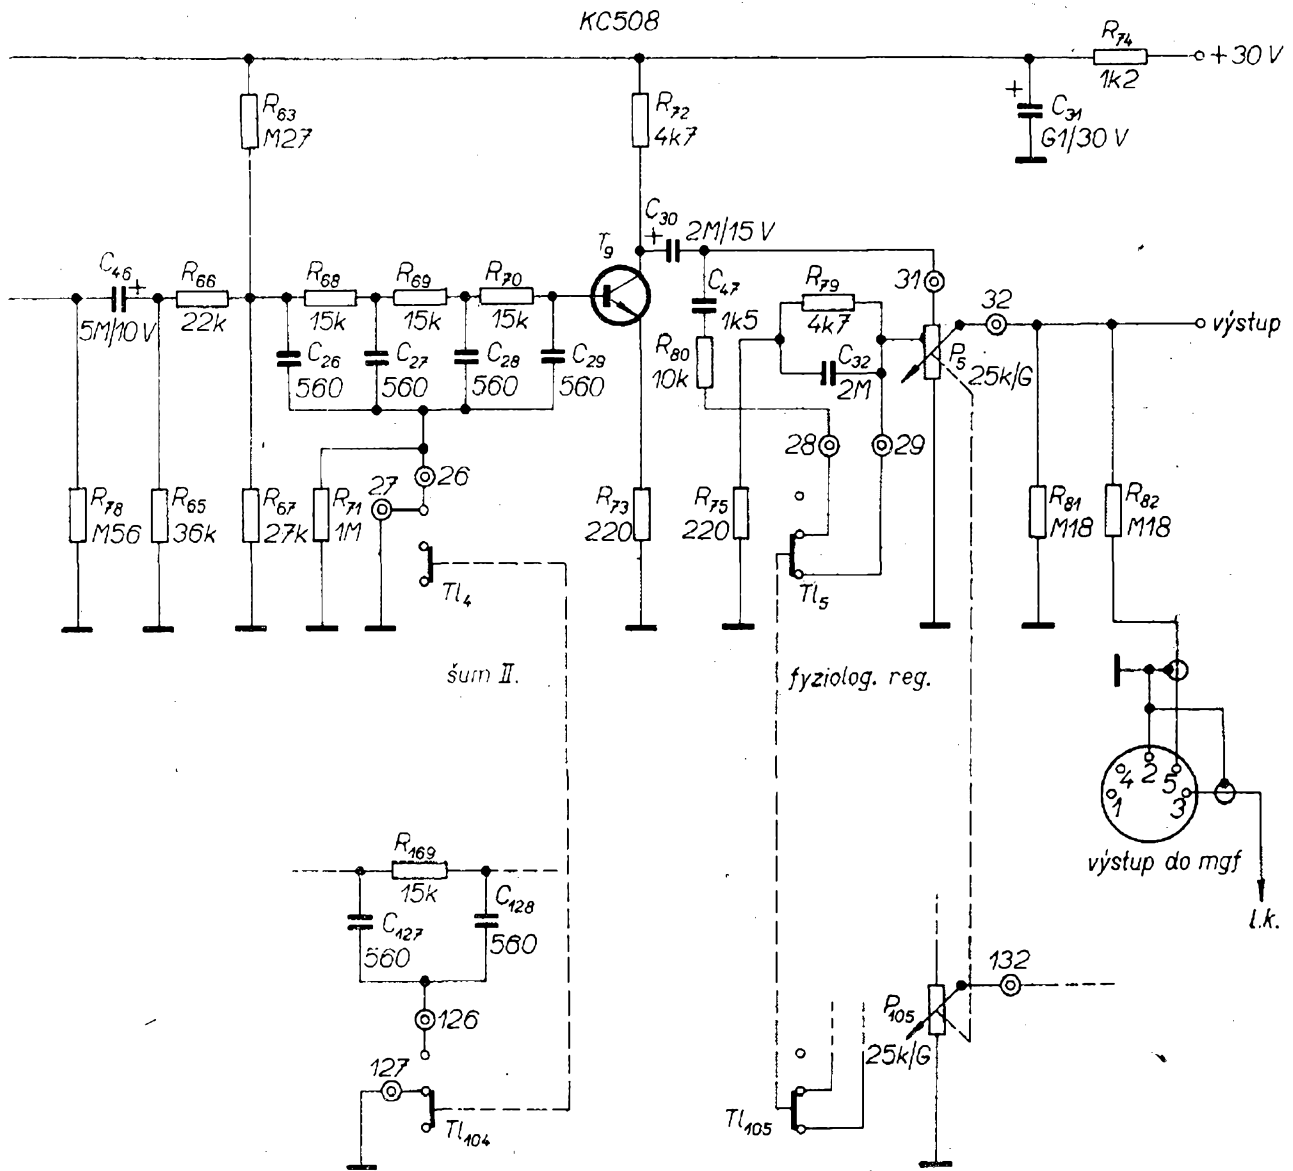 KC508
R74
1k2
+30 V
R63
M27
R72
4k7
+
C31
G1/30 V
C30
+
2M/15 V
T9
C46
+
5M/10 V
R66
22k
R68
15k
R69
15k
R70
15k
C47
1k5
R79
4k7
31
32
výstup
C26
560
C27
560
C28
560
C29
560
R80
10k
C32
2M
P5
25k/G
28
29
26
27
R78
M56
R65
36k
R67
27k
R71
1M
R73
220
R75
220
R81
M18
R82
M18
Tl4
Tl5
šum II.
fyziolog. reg.
4
2
5
1
3
výstup do mgf
l.k.
R169
15k
C127
560
C128
560
126
127
Tl104
132
P105
25k/G
Tl105